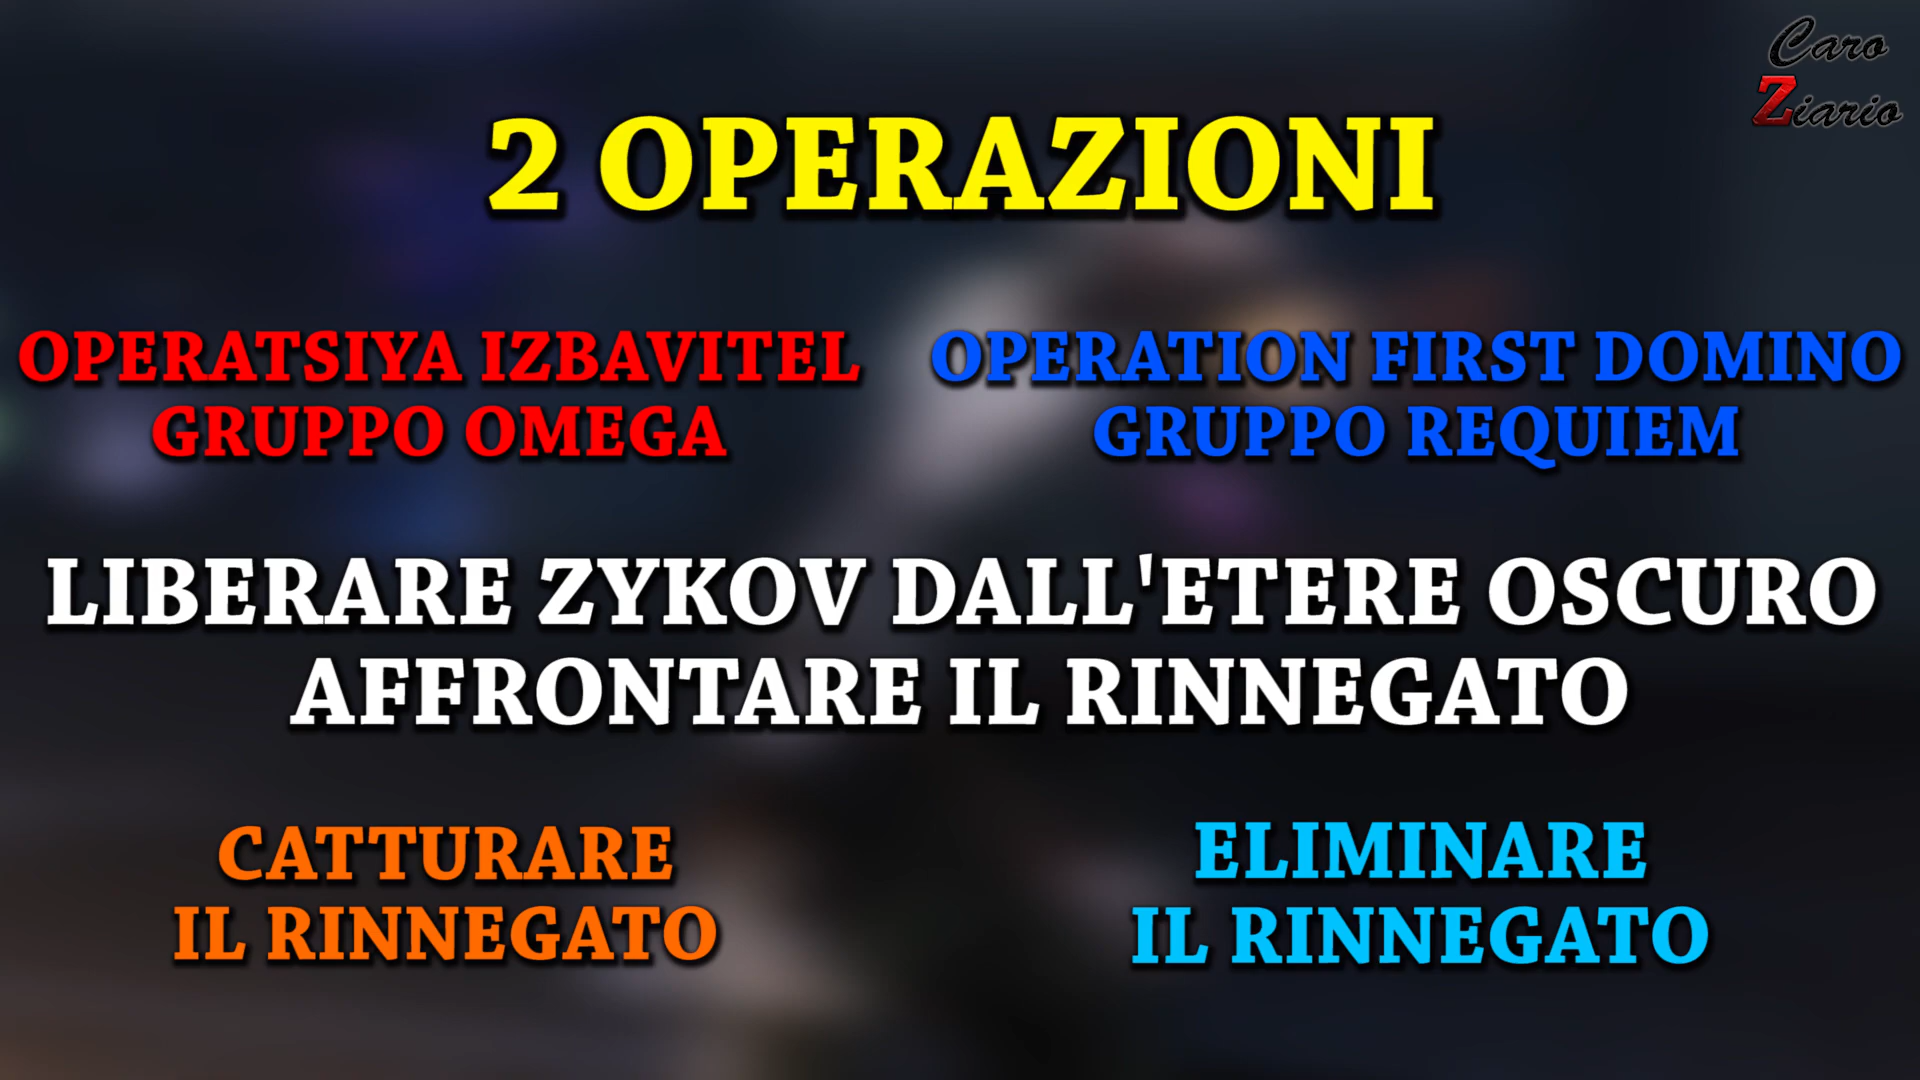 Caro
Ziario
2 OPERAZIONI
OPERATSIYA IZBAVITEL
GRUPPO OMEGA
OPERATION FIRST DOMINO
GRUPPO REQUIEM
LIBERARE ZYKOV DALL'ETERE OSCURO
AFFRONTARE IL RINNEGATO
CATTURARE
IL RINNEGATO
ELIMINARE
IL RINNEGATO